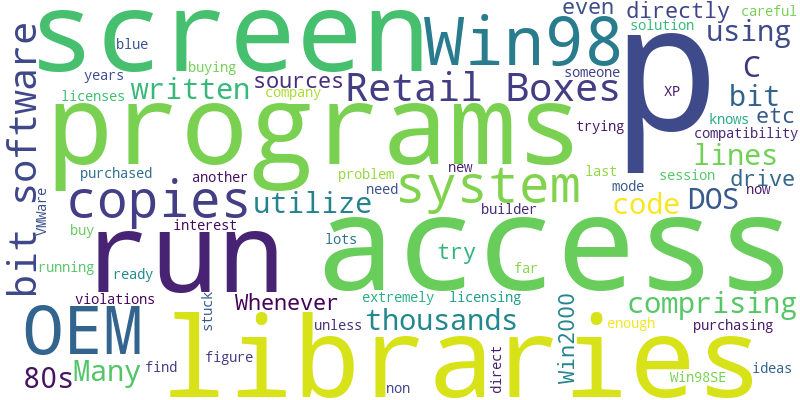 screen
Win98
p
even
directly
careful
solution
using
blue
years
buying
sources
Retail Boxes
someone
XP
C
bit
licenses
written
company
programs
trying
knows
etc
compatibility
bit software
purchased
another
problem
new
last
lines
session
drive
copies
utilize
need
system
builder
mode
code
DOS
now
VMware
buy
interest
run
lots
try
far
access
running
ready
violations
Whenever
extremely
licensing
comprising
OEM
stuck
libraries
unless
thousands
Win2000
enough
purchasing
80s
Many
find
figure
non
direct
Win98SE
ideas